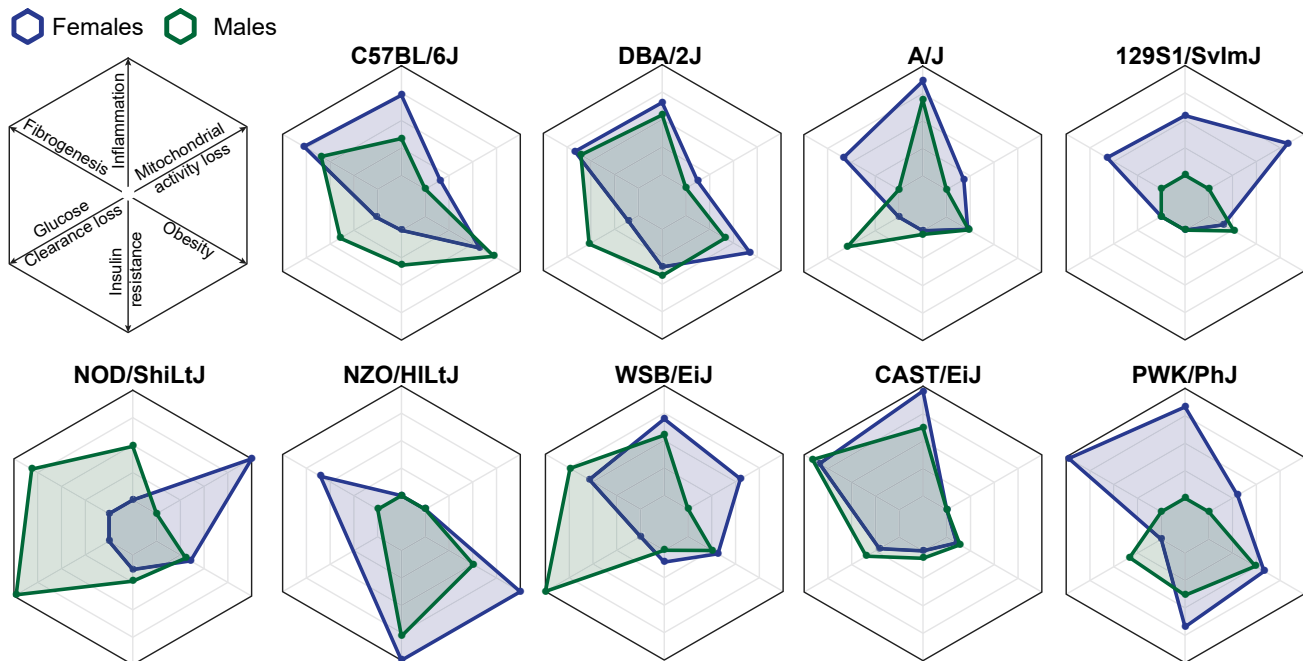 Females Males
C57BL/6J DBA/2J A/J 129S1/SvImJ
Inflammation
Fibrogenesis
Mitochondrial
activity loss
Glucose
Clearance loss
Obesity
Insulin
resistance
NOD/ShiLtJ NZO/HILtJ WSB/EiJ CAST/EiJ PWK/PhJ